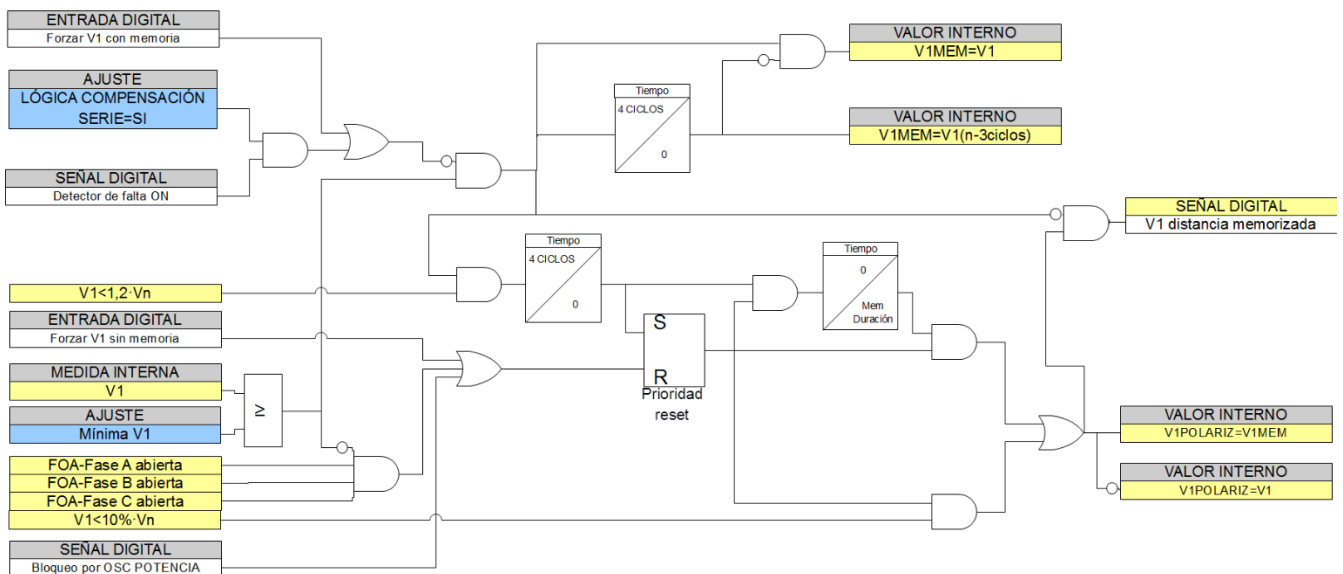 ENTRADA DIGITAL
Forzar V1 con memoria
AJUSTE
LÓGICA COMPENSACIÓN
SERIE=SI
SEÑAL DIGITAL
Detector de falta ON
V1<1,2·Vn
ENTRADA DIGITAL
Forzar V1 sin memoria
MEDIDA INTERNA
V1
AJUSTE
Mínima V1
≥
FOA-Fase A abierta
FOA-Fase B abierta
FOA-Fase C abierta
V1<10%·Vn
SEÑAL DIGITAL
Bloqueo por OSC POTENCIA
Tiempo
4 CICLOS
0
Tiempo
4 CICLOS
0
S
R
Prioridad
reset
Tiempo
0
Mem
Duración
VALOR INTERNO
V1MEM=V1
VALOR INTERNO
V1MEM=V1(n-3ciclos)
SEÑAL DIGITAL
V1 distancia memorizada
VALOR INTERNO
V1POLARIZ=V1MEM
VALOR INTERNO
V1POLARIZ=V1